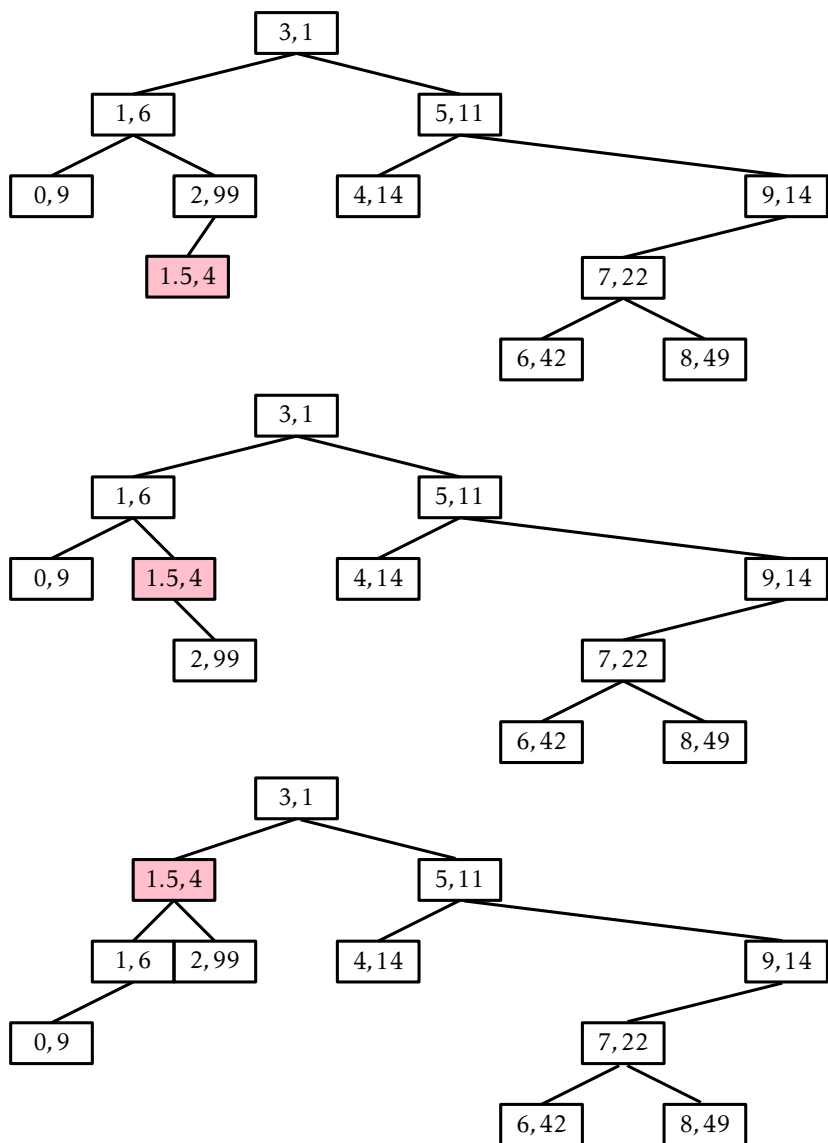 3, 1
1, 6 5, 11
0, 9 2, 99 4, 14 9, 14
1.5, 4 7, 22
6, 42 8, 49
3, 1
1, 6 5, 11
0, 9 1.5, 4 4, 14 9, 14
2, 99 7, 22
6, 42 8, 49
3, 1
1.5, 4 5, 11
1, 6 2, 99 4, 14 9, 14
0, 9 7, 22
6, 42 8, 49